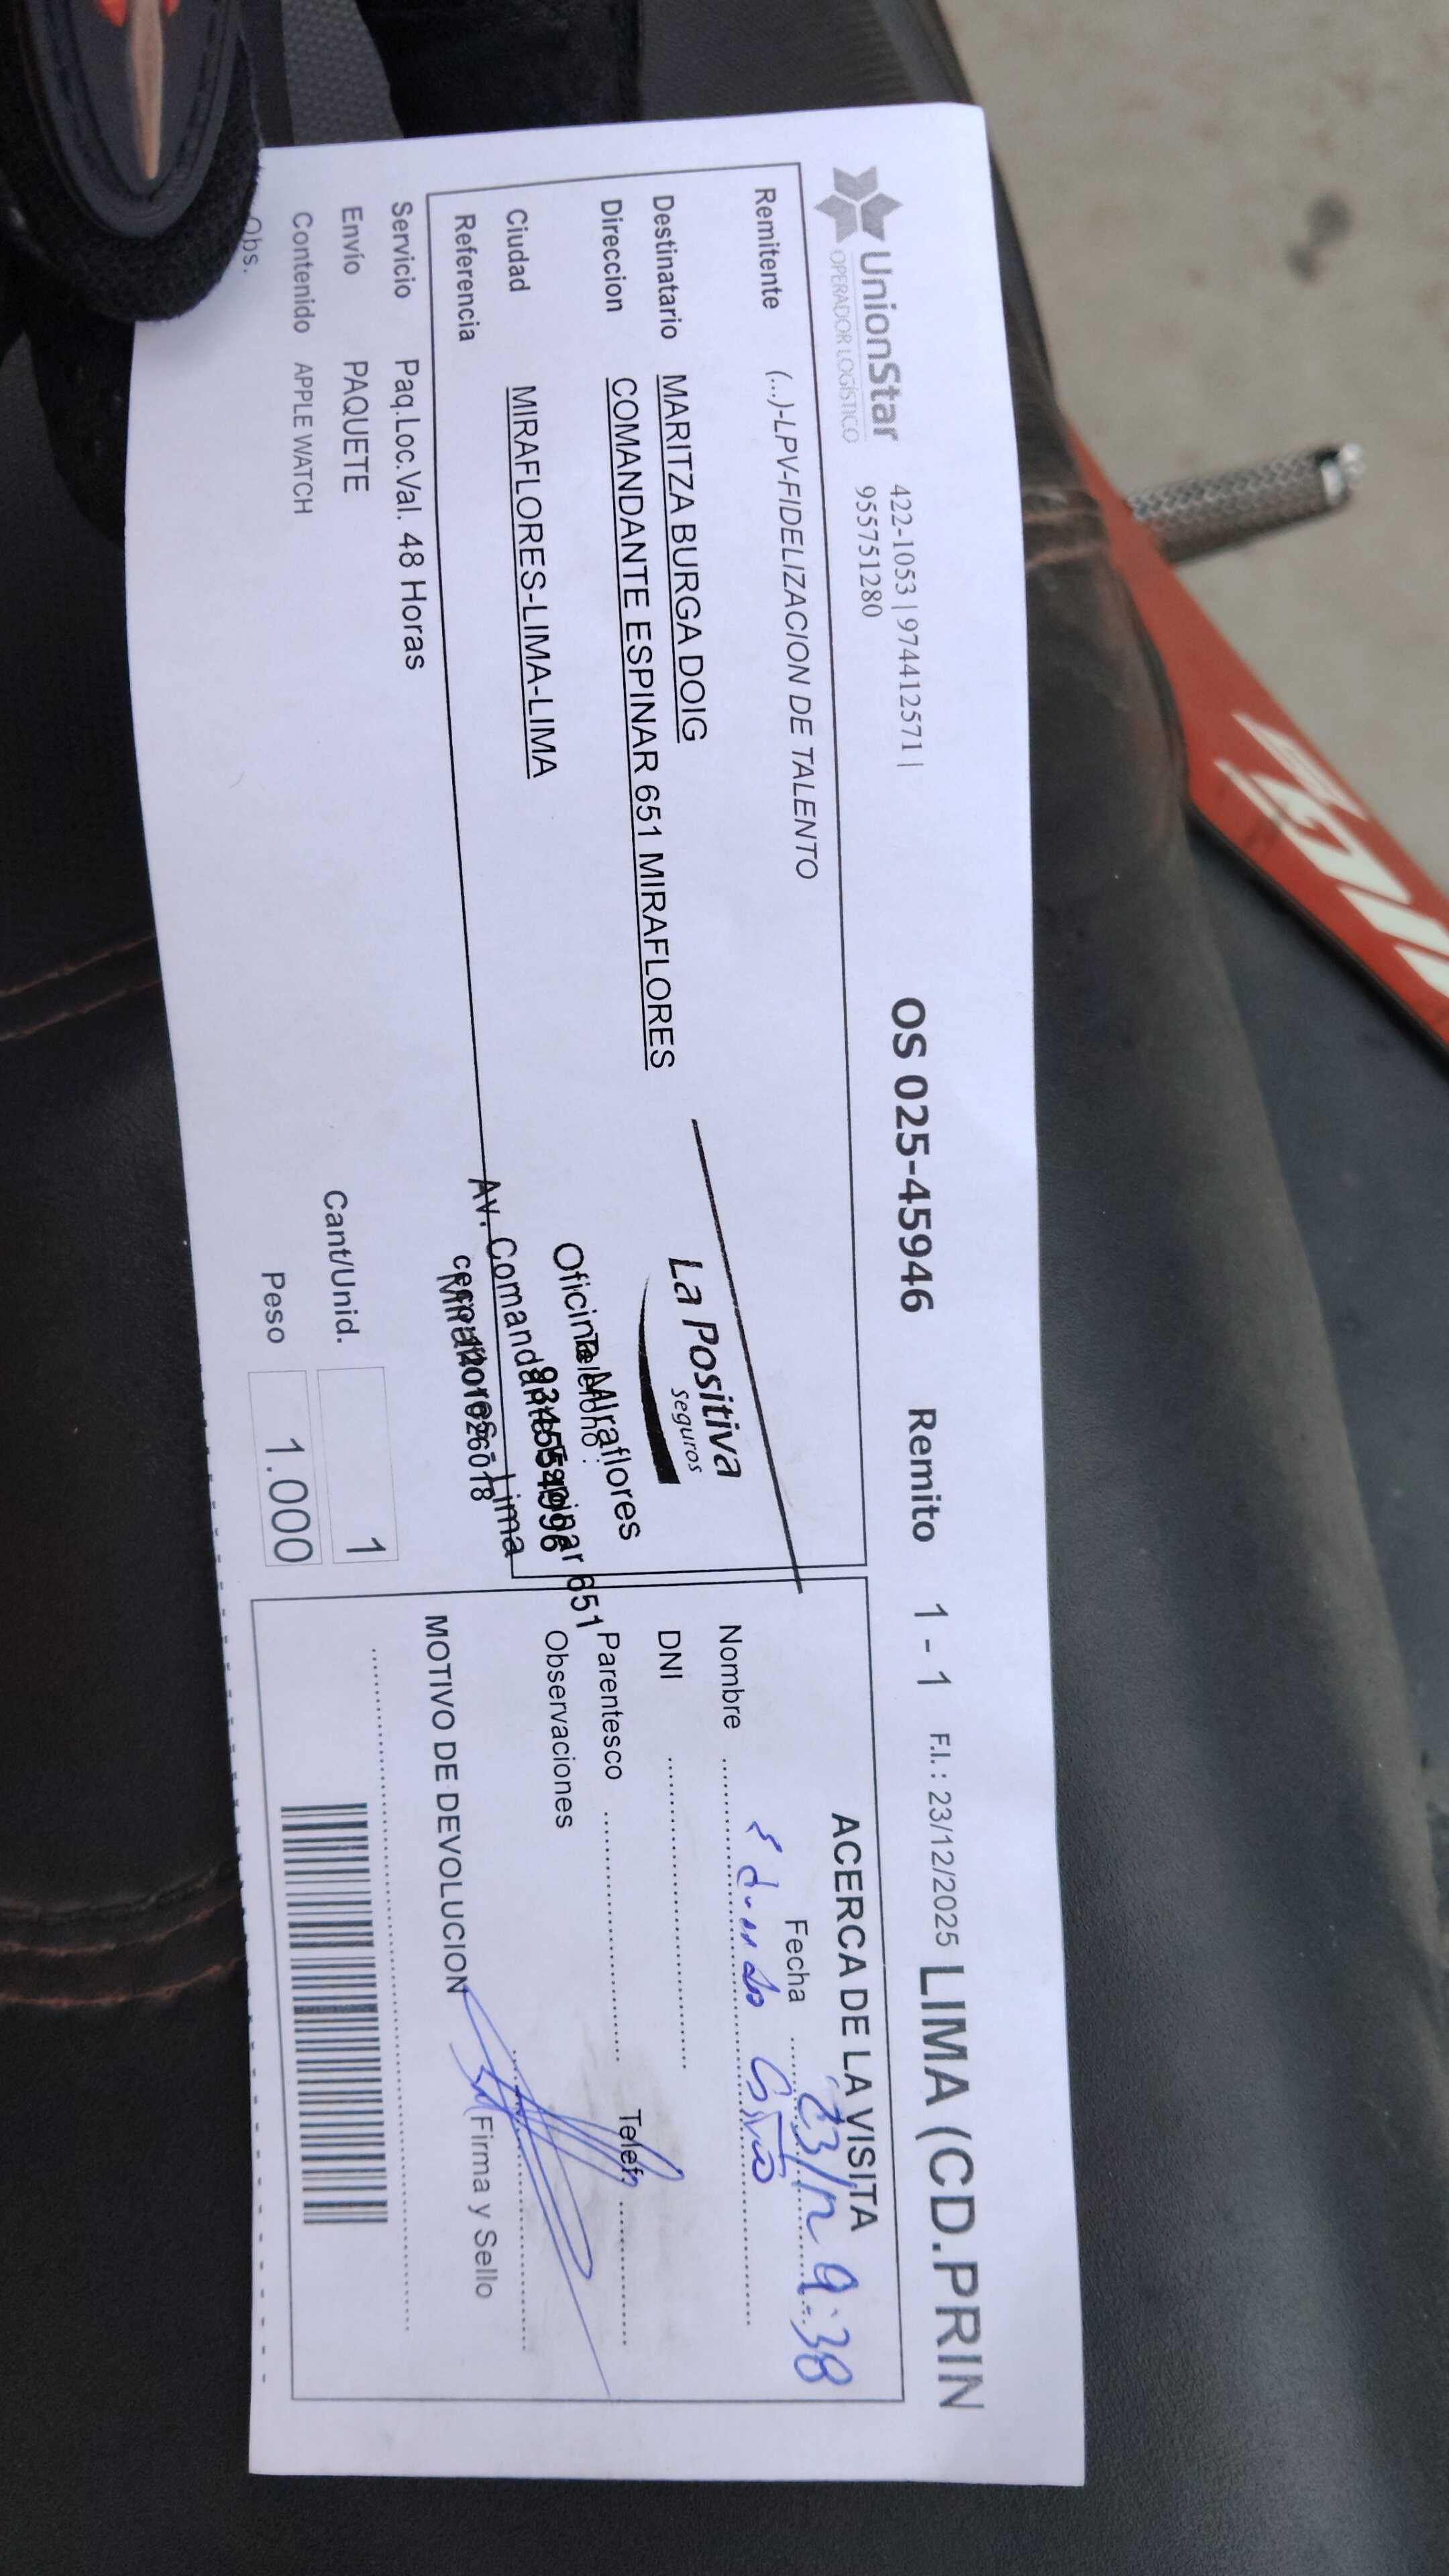 UnionStar
OPERADOR LOGÍSTICO
422-1053 | 974412571 |
955751280
OS 025-45946 Remito 1 - 1 F.I.: 23/12/2025 LIMA (CD.PRIN
Remitente (...)-LPV-FIDELIZACION DE TALENTO
Destinatario MARITZA BURGA DOIG
Direccion COMANDANTE ESPINAR 651 MIRAFLORES
Ciudad MIRAFLORES-LIMA-LIMA
Referencia
Servicio Paq.Loc.Val. 48 Horas
Envío PAQUETE
Contenido APPLE WATCH
Obs.
Cant/Unid. 1
Peso 1.000
La Positiva
seguros
Oficina Miraflores
Telefono :
Av. Comandante Espinar 651
Miraflores - Lima
ACERCA DE LA VISITA
Fecha 23/12 9:38
Nombre
DNI
Parentesco Telef.
Observaciones
MOTIVO DE DEVOLUCION
Firma y Sello